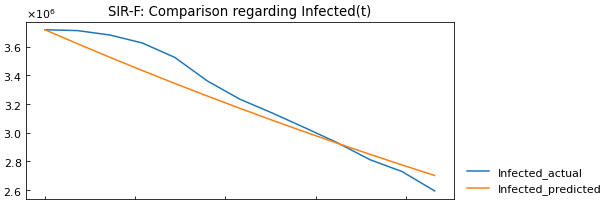 SIR-F: Comparison regarding Infected(t)
×10⁶
3.6
3.4
3.2
3.0
2.8
2.6
Infected_actual
Infected_predicted